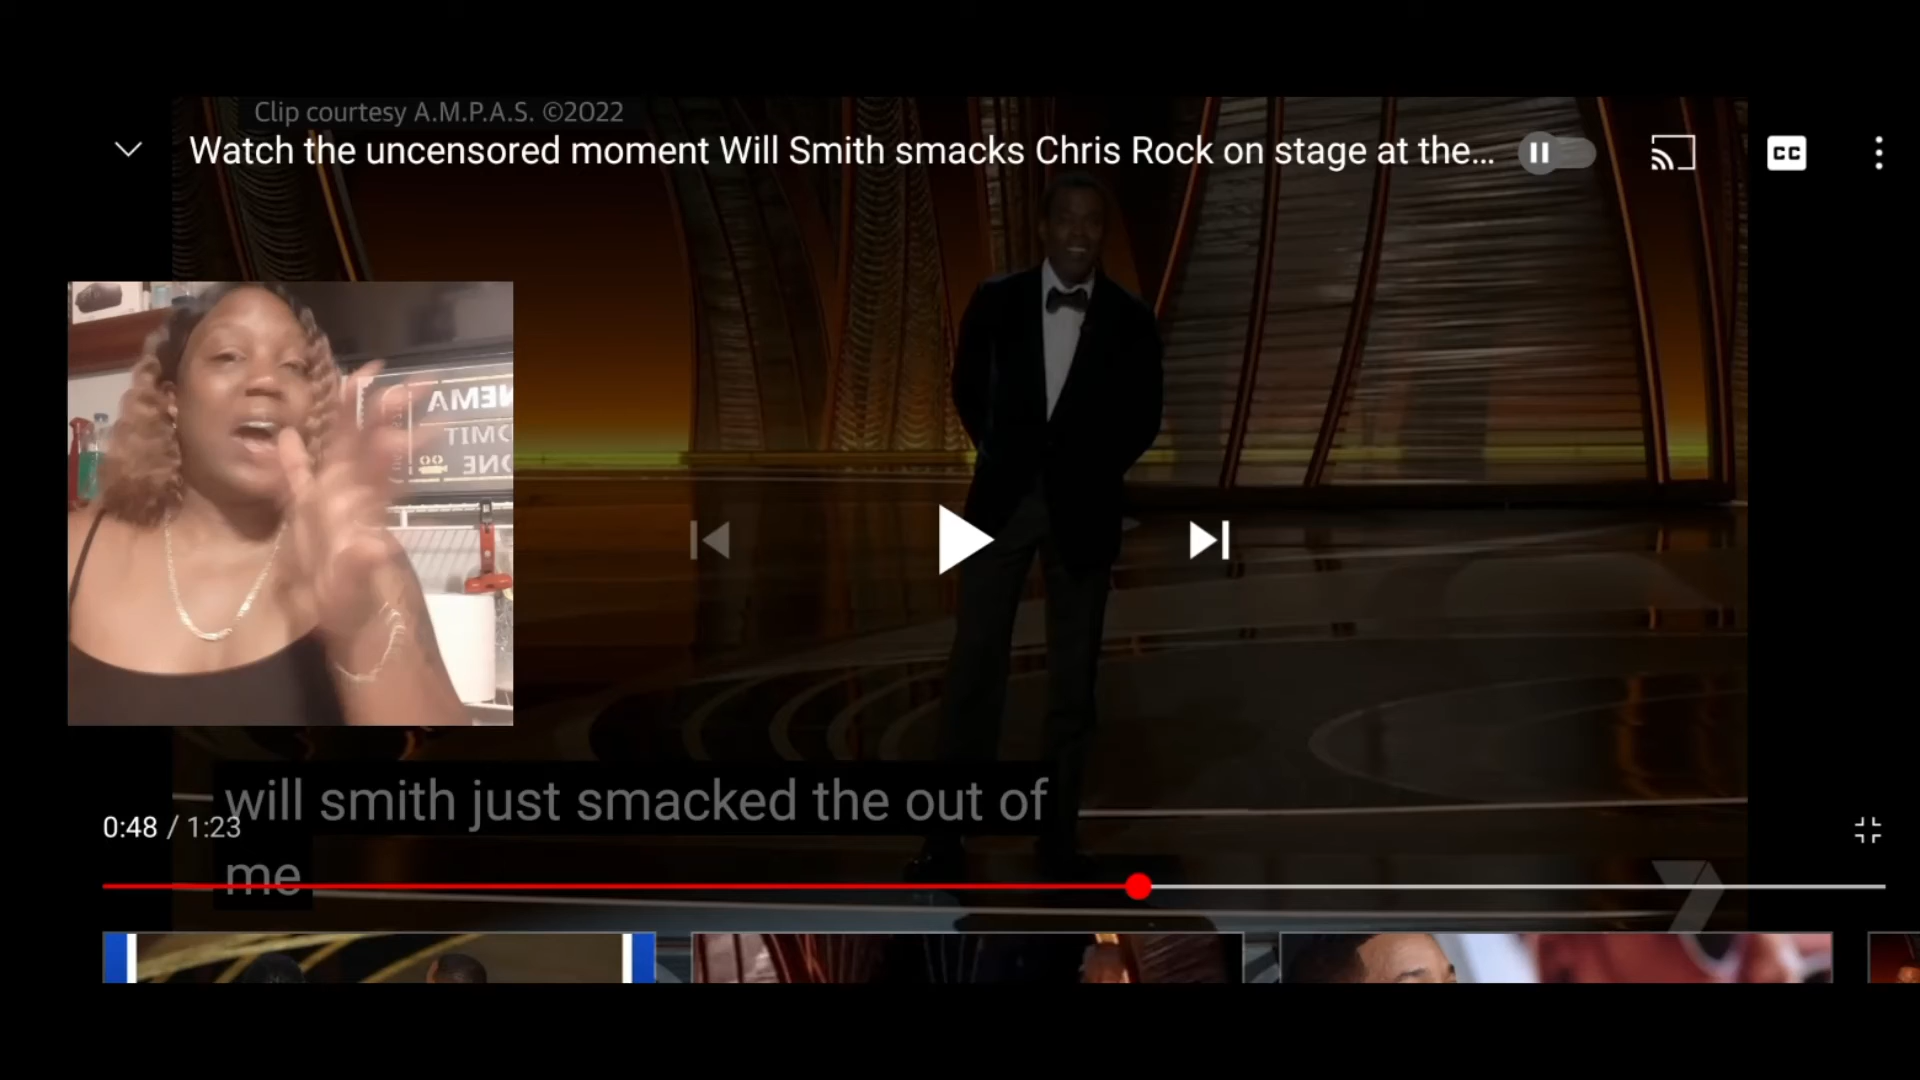 Clip courtesy A.M.P.A.S. ©2022
Watch the uncensored moment Will Smith smacks Chris Rock on stage at the...
CC
will smith just smacked the out of
me
0:48 / 1:23